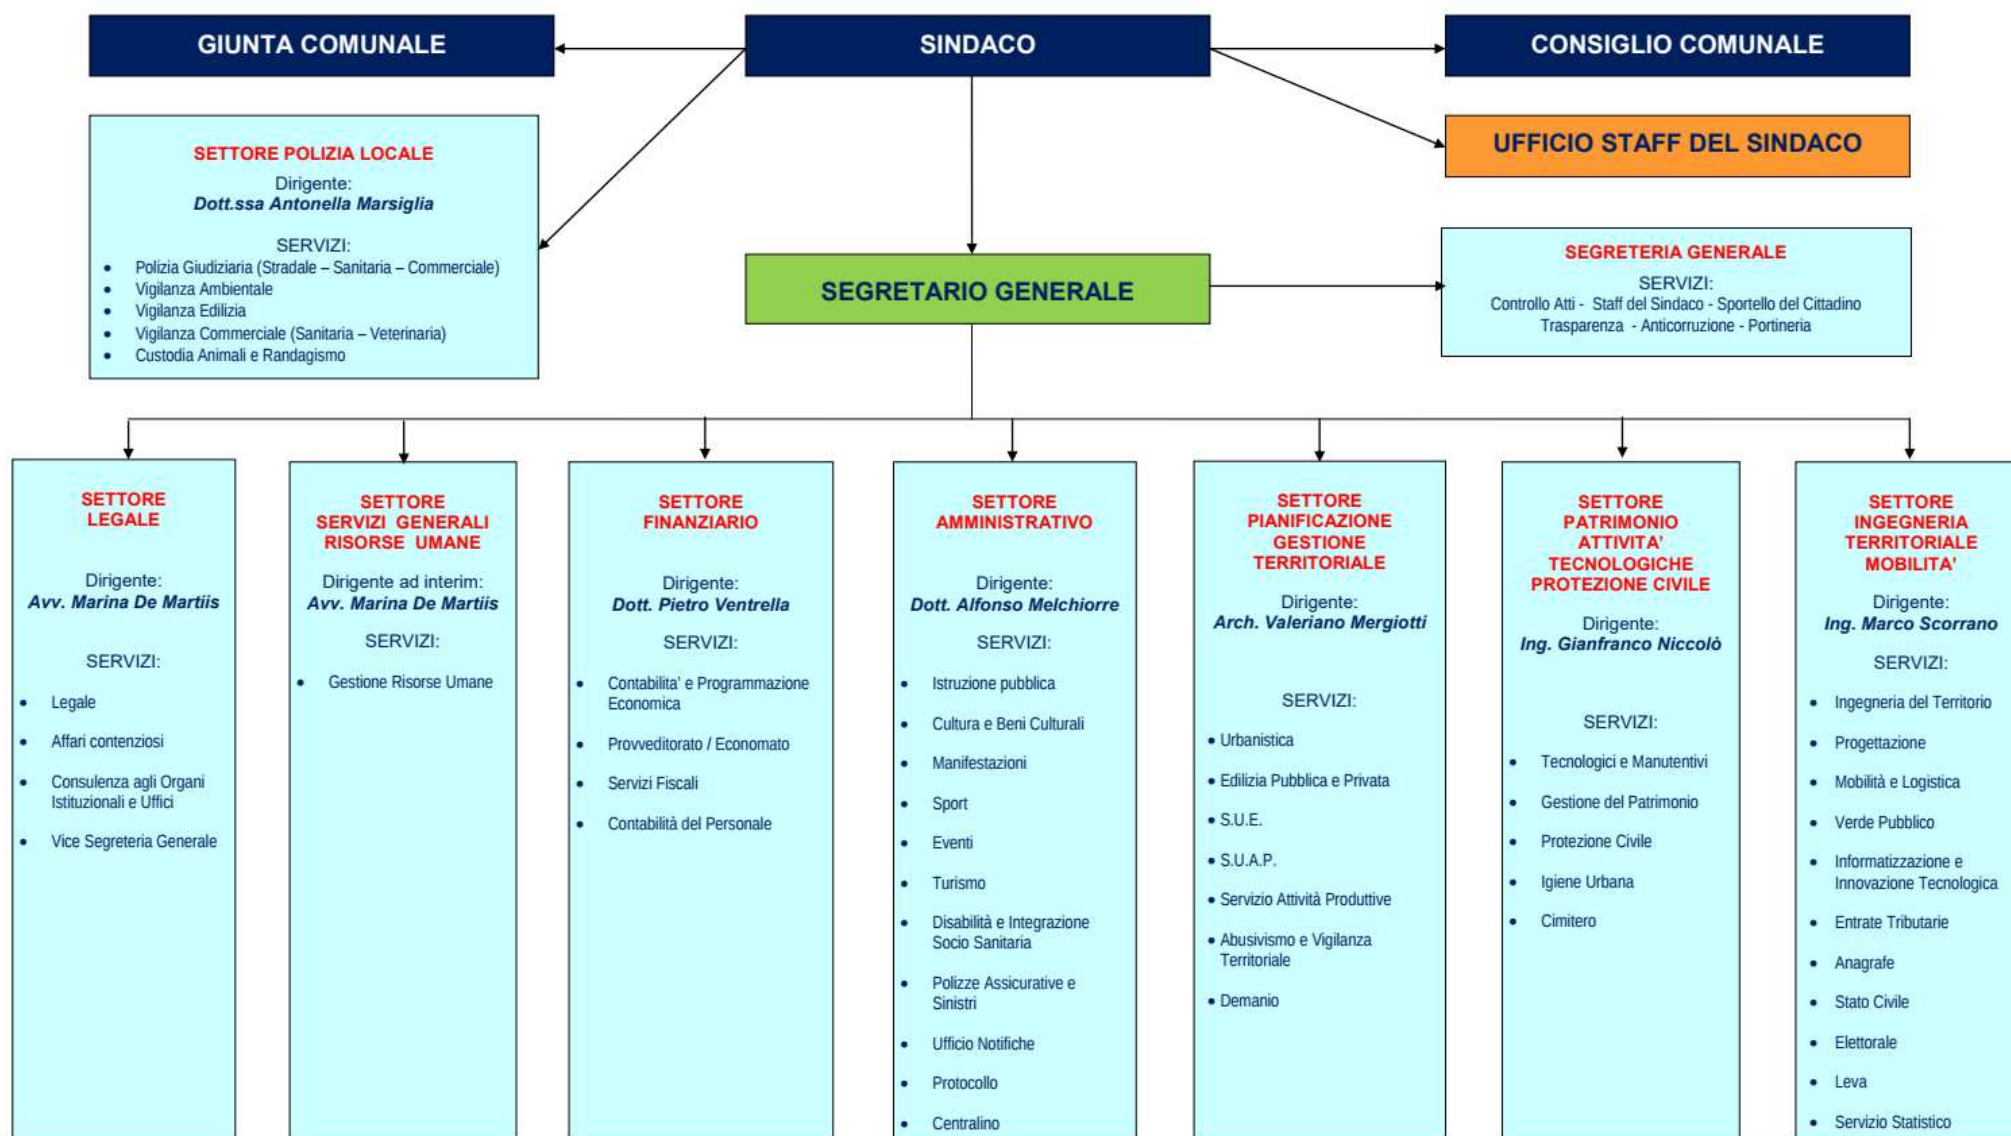 GIUNTA COMUNALE
SINDACO
CONSIGLIO COMUNALE
UFFICIO STAFF DEL SINDACO
SETTORE POLIZIA LOCALE
Dirigente:
Dott.ssa Antonella Marsiglia
SERVIZI:
• Polizia Giudiziaria (Stradale – Sanitaria – Commerciale)
• Vigilanza Ambientale
• Vigilanza Edilizia
• Vigilanza Commerciale (Sanitaria – Veterinaria)
• Custodia Animali e Randagismo
SEGRETARIO GENERALE
SEGRETERIA GENERALE
SERVIZI:
Controllo Atti - Staff del Sindaco - Sportello del Cittadino
Trasparenza - Anticorruzione - Portineria
SETTORE
LEGALE
Dirigente:
Avv. Marina De Martiis
SERVIZI:
• Legale
• Affari contenziosi
• Consulenza agli Organi
Istituzionali e Uffici
• Vice Segreteria Generale
SETTORE
SERVIZI GENERALI
RISORSE UMANE
Dirigente ad interim:
Avv. Marina De Martiis
SERVIZI:
• Gestione Risorse Umane
SETTORE
FINANZIARIO
Dirigente:
Dott. Pietro Ventrella
SERVIZI:
• Contabilita' e Programmazione
Economica
• Provveditorato / Economato
• Servizi Fiscali
• Contabilità del Personale
SETTORE
AMMINISTRATIVO
Dirigente:
Dott. Alfonso Melchiorre
SERVIZI:
• Istruzione pubblica
• Cultura e Beni Culturali
• Manifestazioni
• Sport
• Eventi
• Turismo
• Disabilità e Integrazione
Socio Sanitaria
• Polizze Assicurative e
Sinistri
• Ufficio Notifiche
• Protocollo
• Centralino
SETTORE
PIANIFICAZIONE
GESTIONE
TERRITORIALE
Dirigente:
Arch. Valeriano Mergiotti
SERVIZI:
• Urbanistica
• Edilizia Pubblica e Privata
• S.U.E.
• S.U.A.P.
• Servizio Attività Produttive
• Abusivismo e Vigilanza
Territoriale
• Demanio
SETTORE
PATRIMONIO
ATTIVITA'
TECNOLOGICHE
PROTEZIONE CIVILE
Dirigente:
Ing. Gianfranco Niccolò
SERVIZI:
• Tecnologici e Manutentivi
• Gestione del Patrimonio
• Protezione Civile
• Igiene Urbana
• Cimitero
SETTORE
INGEGNERIA
TERRITORIALE
MOBILITA'
Dirigente:
Ing. Marco Scorrano
SERVIZI:
• Ingegneria del Territorio
• Progettazione
• Mobilità e Logistica
• Verde Pubblico
• Informatizzazione e
Innovazione Tecnologica
• Entrate Tributarie
• Anagrafe
• Stato Civile
• Elettorale
• Leva
• Servizio Statistico